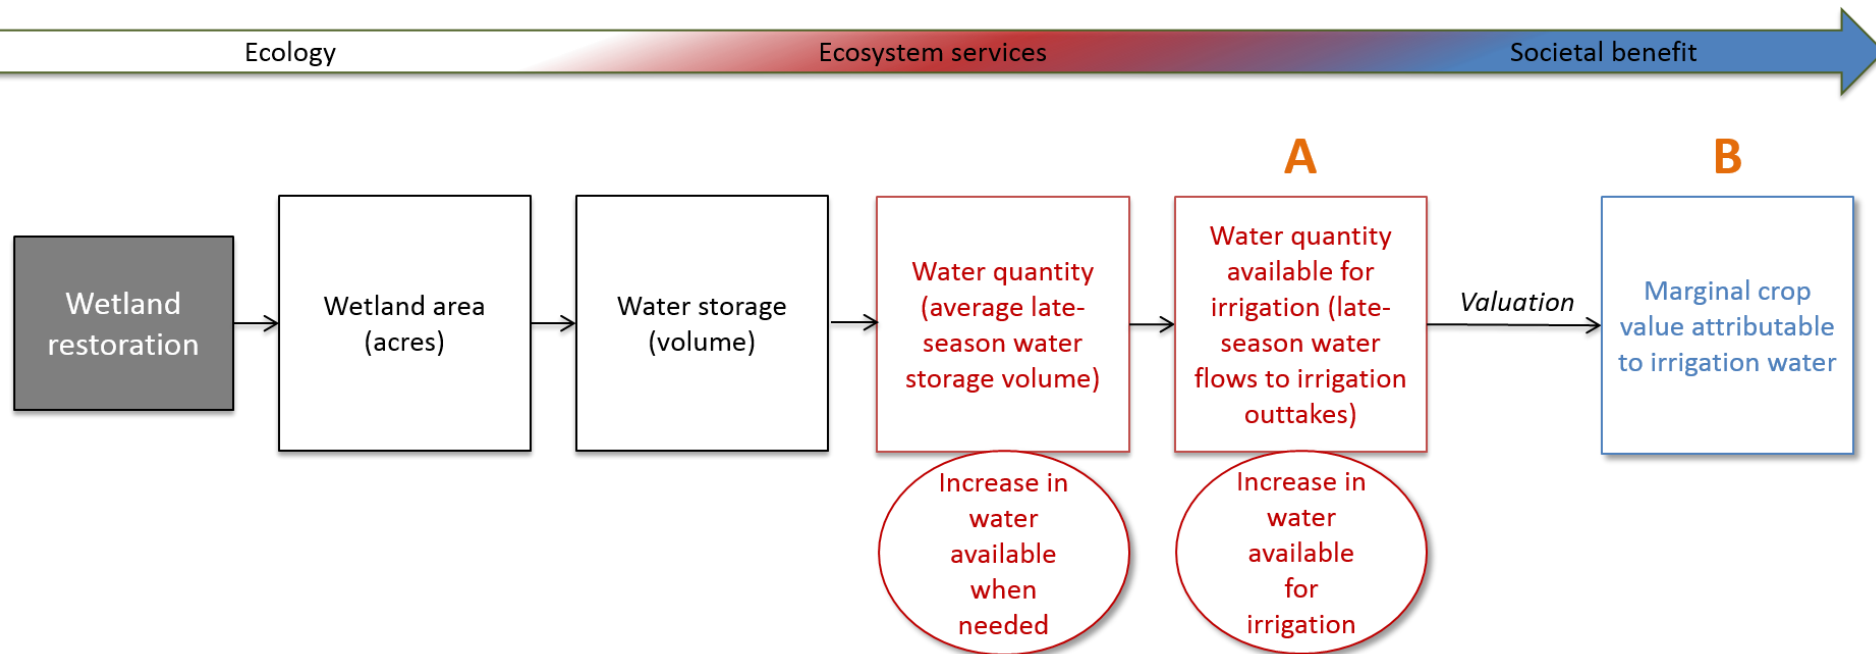 Ecology
Ecosystem services
Societal benefit
A
B
Wetland
restoration
Wetland area
(acres)
Water storage
(volume)
Water quantity
(average late-
season water
storage volume)
Water quantity
available for
irrigation (late-
season water
flows to irrigation
outtakes)
Valuation
Marginal crop
value attributable
to irrigation water
Increase in
water
available
when
needed
Increase in
water
available
for
irrigation